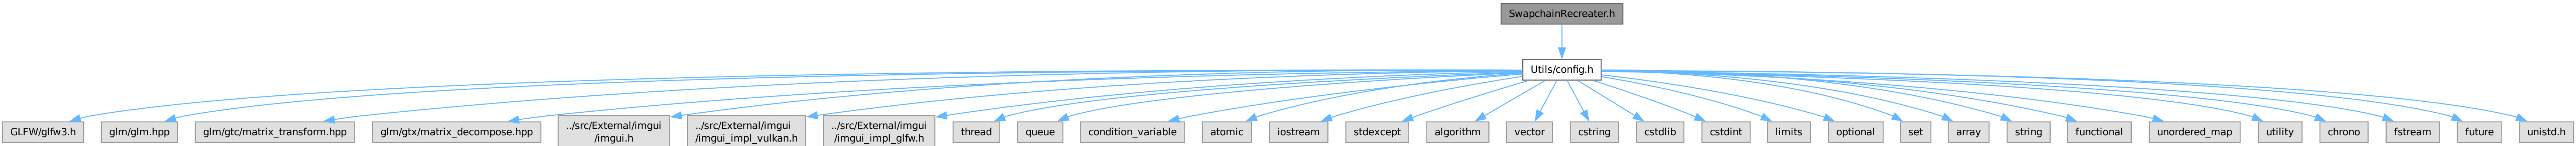 SwapchainRecreater.h
Utils/config.h
GLFW/glfw3.h
glm/glm.hpp
glm/gtc/matrix_transform.hpp
glm/gtx/matrix_decompose.hpp
../src/External/imgui
/imgui.h
../src/External/imgui
/imgui_impl_vulkan.h
../src/External/imgui
/imgui_impl_glfw.h
thread
queue
condition_variable
atomic
iostream
stdexcept
algorithm
vector
cstring
cstdlib
cstdint
limits
optional
set
array
string
functional
unordered_map
utility
chrono
fstream
future
unistd.h